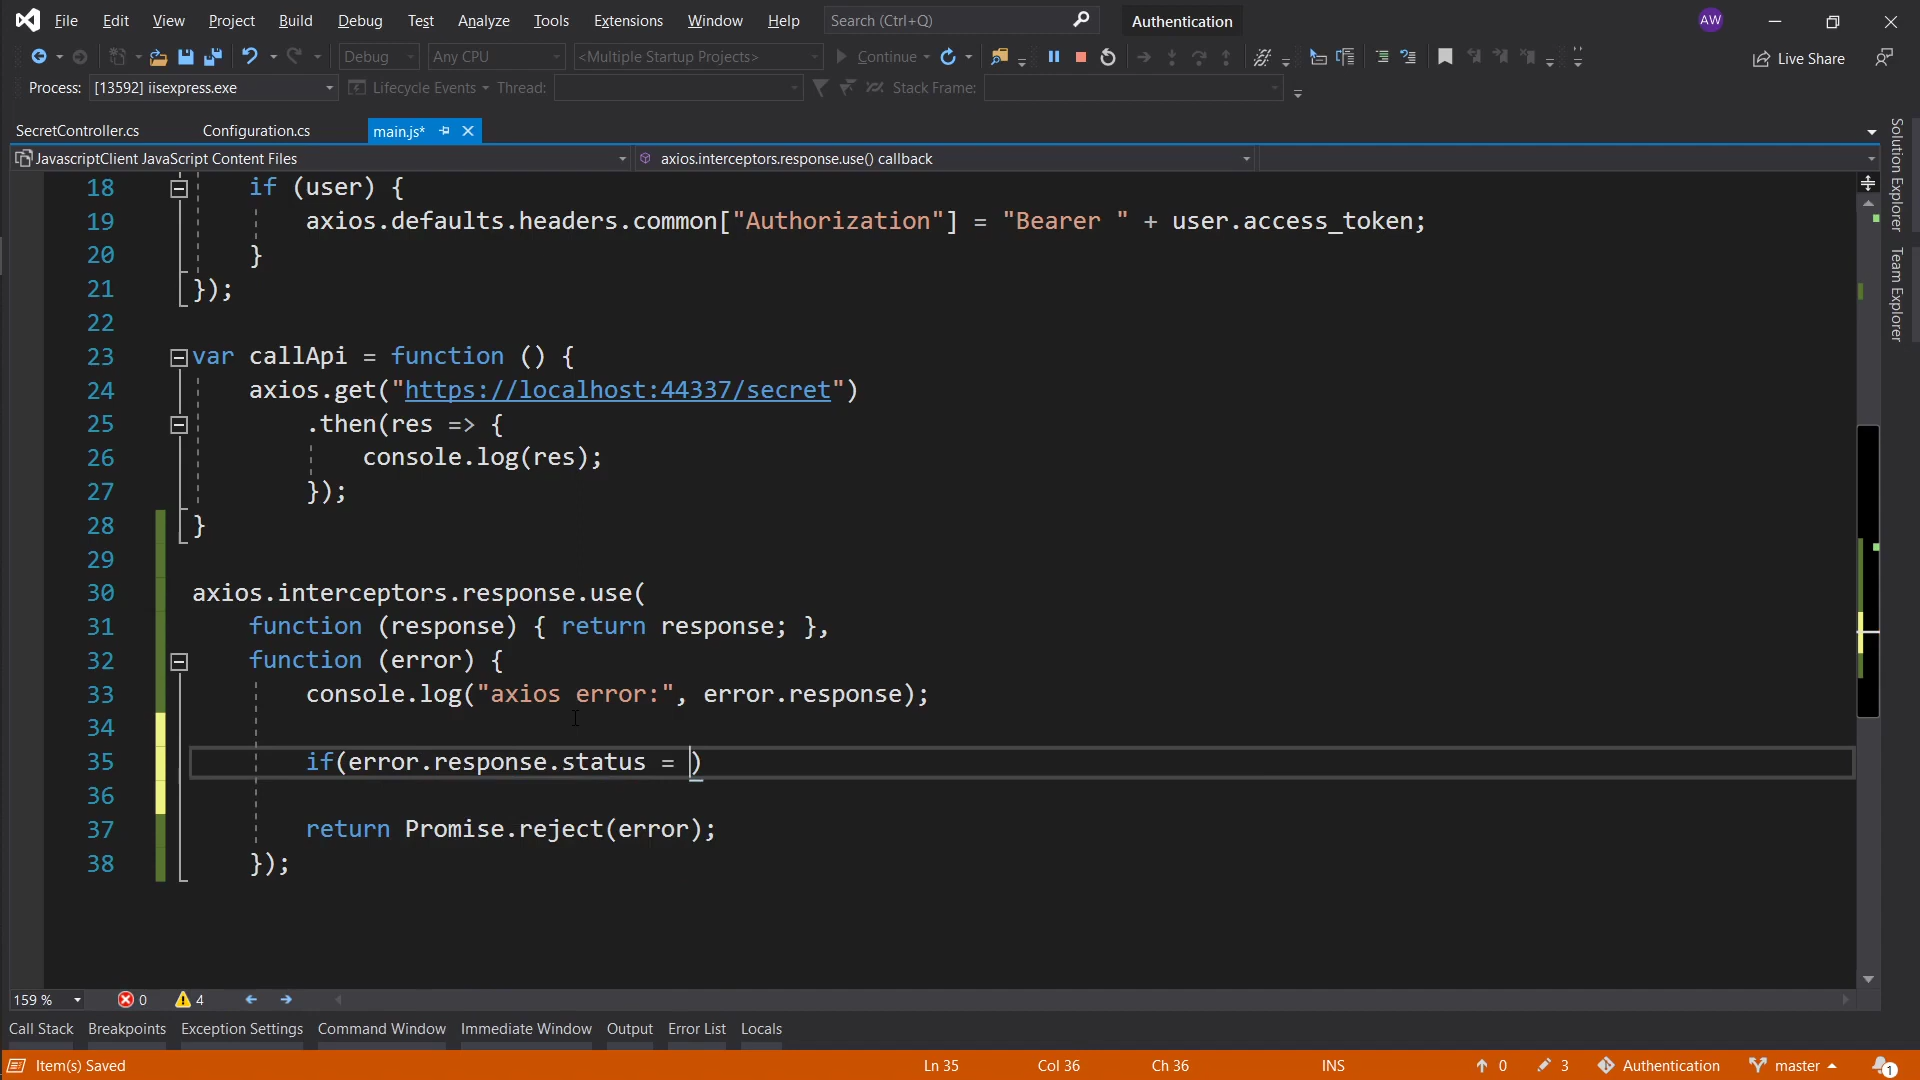 File Edit View Project Build Debug Test Analyze Tools Extensions Window Help Search (Ctrl+Q) Authentication AW
Debug Any CPU <Multiple Startup Projects> Continue Live Share
Process: [13592] iisexpress.exe Lifecycle Events Thread: Stack Frame:
SecretController.cs Configuration.cs main.js*
JavascriptClient JavaScript Content Files axios.interceptors.response.use() callback
18 if (user) {
19 axios.defaults.headers.common["Authorization"] = "Bearer " + user.access_token;
20 }
21 });
22
23 var callApi = function () {
24 axios.get("https://localhost:44337/secret")
25 .then(res => {
26 console.log(res);
27 });
28 }
29
30 axios.interceptors.response.use(
31 function (response) { return response; },
32 function (error) {
33 console.log("axios error:", error.response);
34
35 if(error.response.status = )
36
37 return Promise.reject(error);
38 });
Solution Explorer
Team Explorer
159 % 0 4
Call Stack Breakpoints Exception Settings Command Window Immediate Window Output Error List Locals
Item(s) Saved Ln 35 Col 36 Ch 36 INS 0 3 Authentication master 1